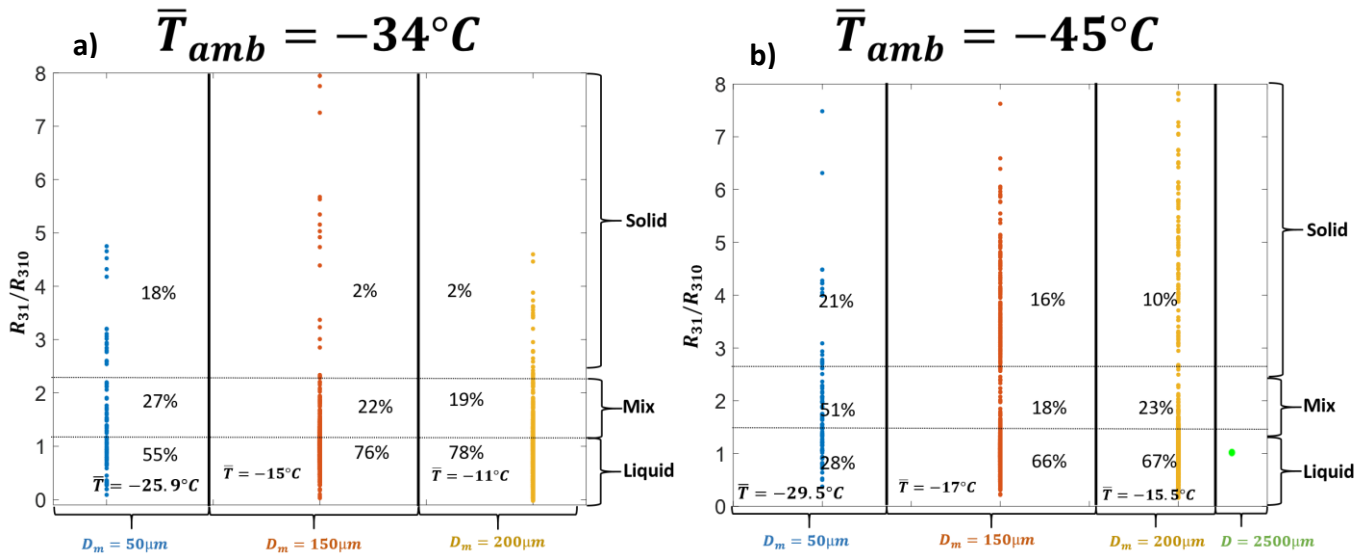 a) T̅amb = −34°C
R31/R310
8
7
6
5
4
3
2
1
0
18% 2% 2%
27% 22% 19%
55% 76% 78%
T̅ = −25.9°C T̅ = −15°C T̅ = −11°C
Solid
Mix
Liquid
Dm = 50μm Dm = 150μm Dm = 200μm
b) T̅amb = −45°C
R31/R310
8
7
6
5
4
3
2
1
0
21% 16% 10%
51% 18% 23%
28% 66% 67%
T̅ = −29.5°C T̅ = −17°C T̅ = −15.5°C
Solid
Mix
Liquid
Dm = 50μm Dm = 150μm Dm = 200μm D = 2500μm